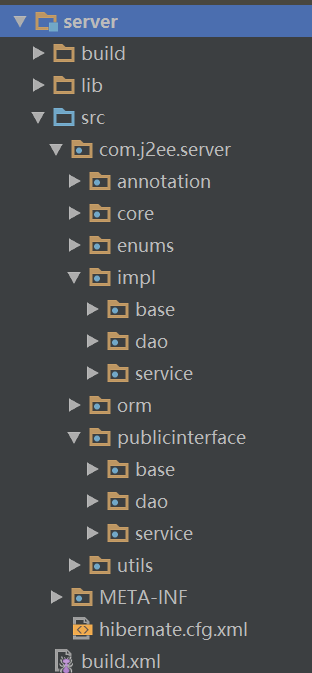 server
build
lib
src
com.j2ee.server
annotation
core
enums
impl
base
dao
service
orm
publicinterface
base
dao
service
utils
META-INF
hibernate.cfg.xml
build.xml